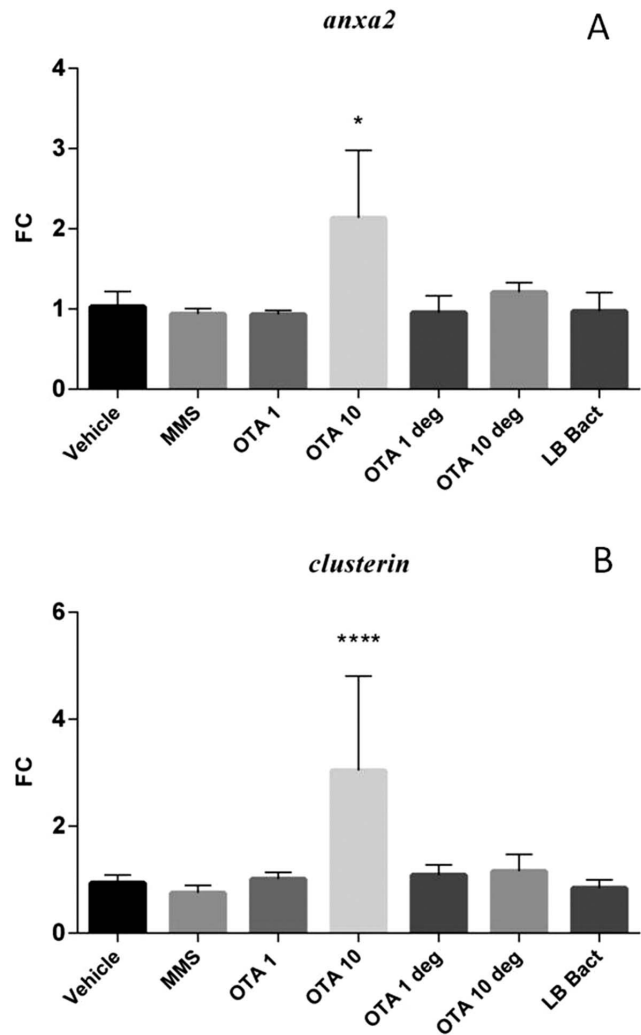 anxa2
A
4
3
2
1
0
FC
*
Vehicle
MMS
OTA 1
OTA 10
OTA 1 deg
OTA 10 deg
LB Bact
clusterin
B
6
4
2
0
FC
****
Vehicle
MMS
OTA 1
OTA 10
OTA 1 deg
OTA 10 deg
LB Bact